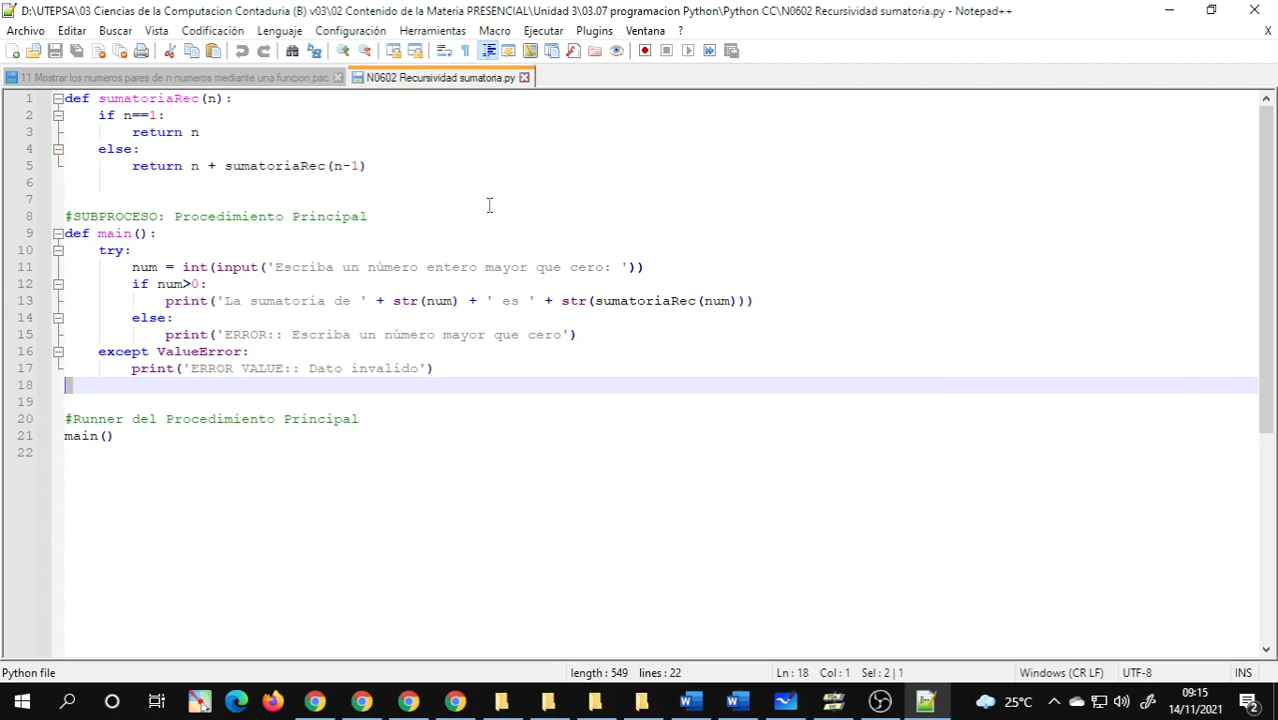 D:\UTEPSA\03 Ciencias de la Computacion Contaduria (B) v03\02 Contenido de la Materia PRESENCIAL\Unidad 3\03.07 programacion Python\Python CC\N0602 Recursividad sumatoria.py - Notepad++
Archivo Editar Buscar Vista Codificación Lenguaje Configuración Herramientas Macro Ejecutar Plugins Ventana ? X
11 Mostrar los numeros pares de n numeros mediante una funcion.psc N0602 Recursividad sumatoria.py
1 def sumatoriaRec(n):
2 if n==1:
3 return n
4 else:
5 return n + sumatoriaRec(n-1)
6
7
8 #SUBPROCESO: Procedimiento Principal
9 def main():
10 try:
11 num = int(input('Escriba un número entero mayor que cero: '))
12 if num>0:
13 print('La sumatoria de ' + str(num) + ' es ' + str(sumatoriaRec(num)))
14 else:
15 print('ERROR:: Escriba un número mayor que cero')
16 except ValueError:
17 print('ERROR VALUE:: Dato invalido')
18
19
20 #Runner del Procedimiento Principal
21 main()
22
Python file length : 549 lines : 22 Ln : 18 Col : 1 Sel : 2 | 1 Windows (CR LF) UTF-8 INS
25°C 09:15
14/11/2021 2